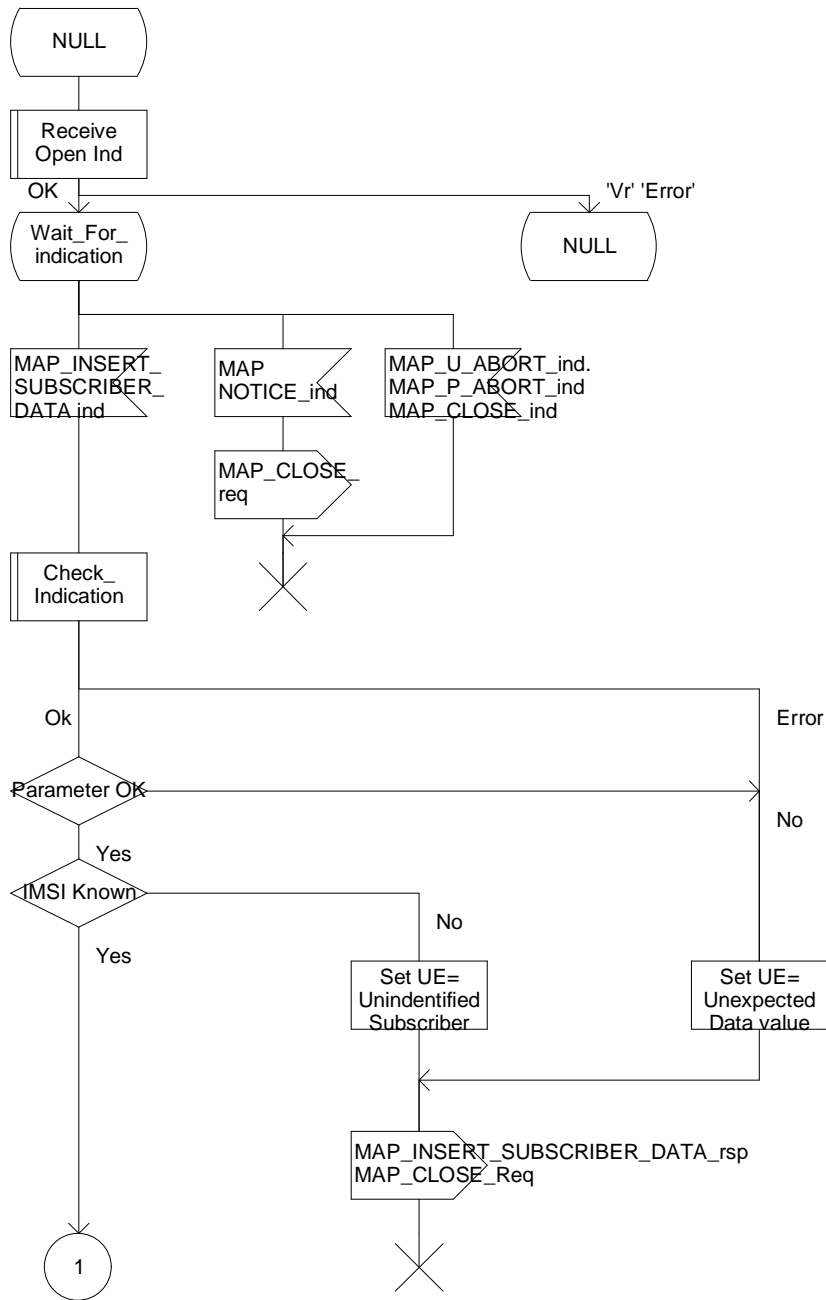 NULL
Receive
Open Ind
OK
'Vr' 'Error'
Wait_For_
indication
NULL
MAP_INSERT_
SUBSCRIBER_
DATA ind
MAP
NOTICE_ind
MAP_U_ABORT_ind.
MAP_P_ABORT_ind
MAP_CLOSE_ind
MAP_CLOSE_
req
Check_
Indication
Ok
Error
Parameter OK
No
Yes
IMSI Known
No
Yes
Set UE=
Unindentified
Subscriber
Set UE=
Unexpected
Data value
MAP_INSERT_SUBSCRIBER_DATA_rsp
MAP_CLOSE_Req
1